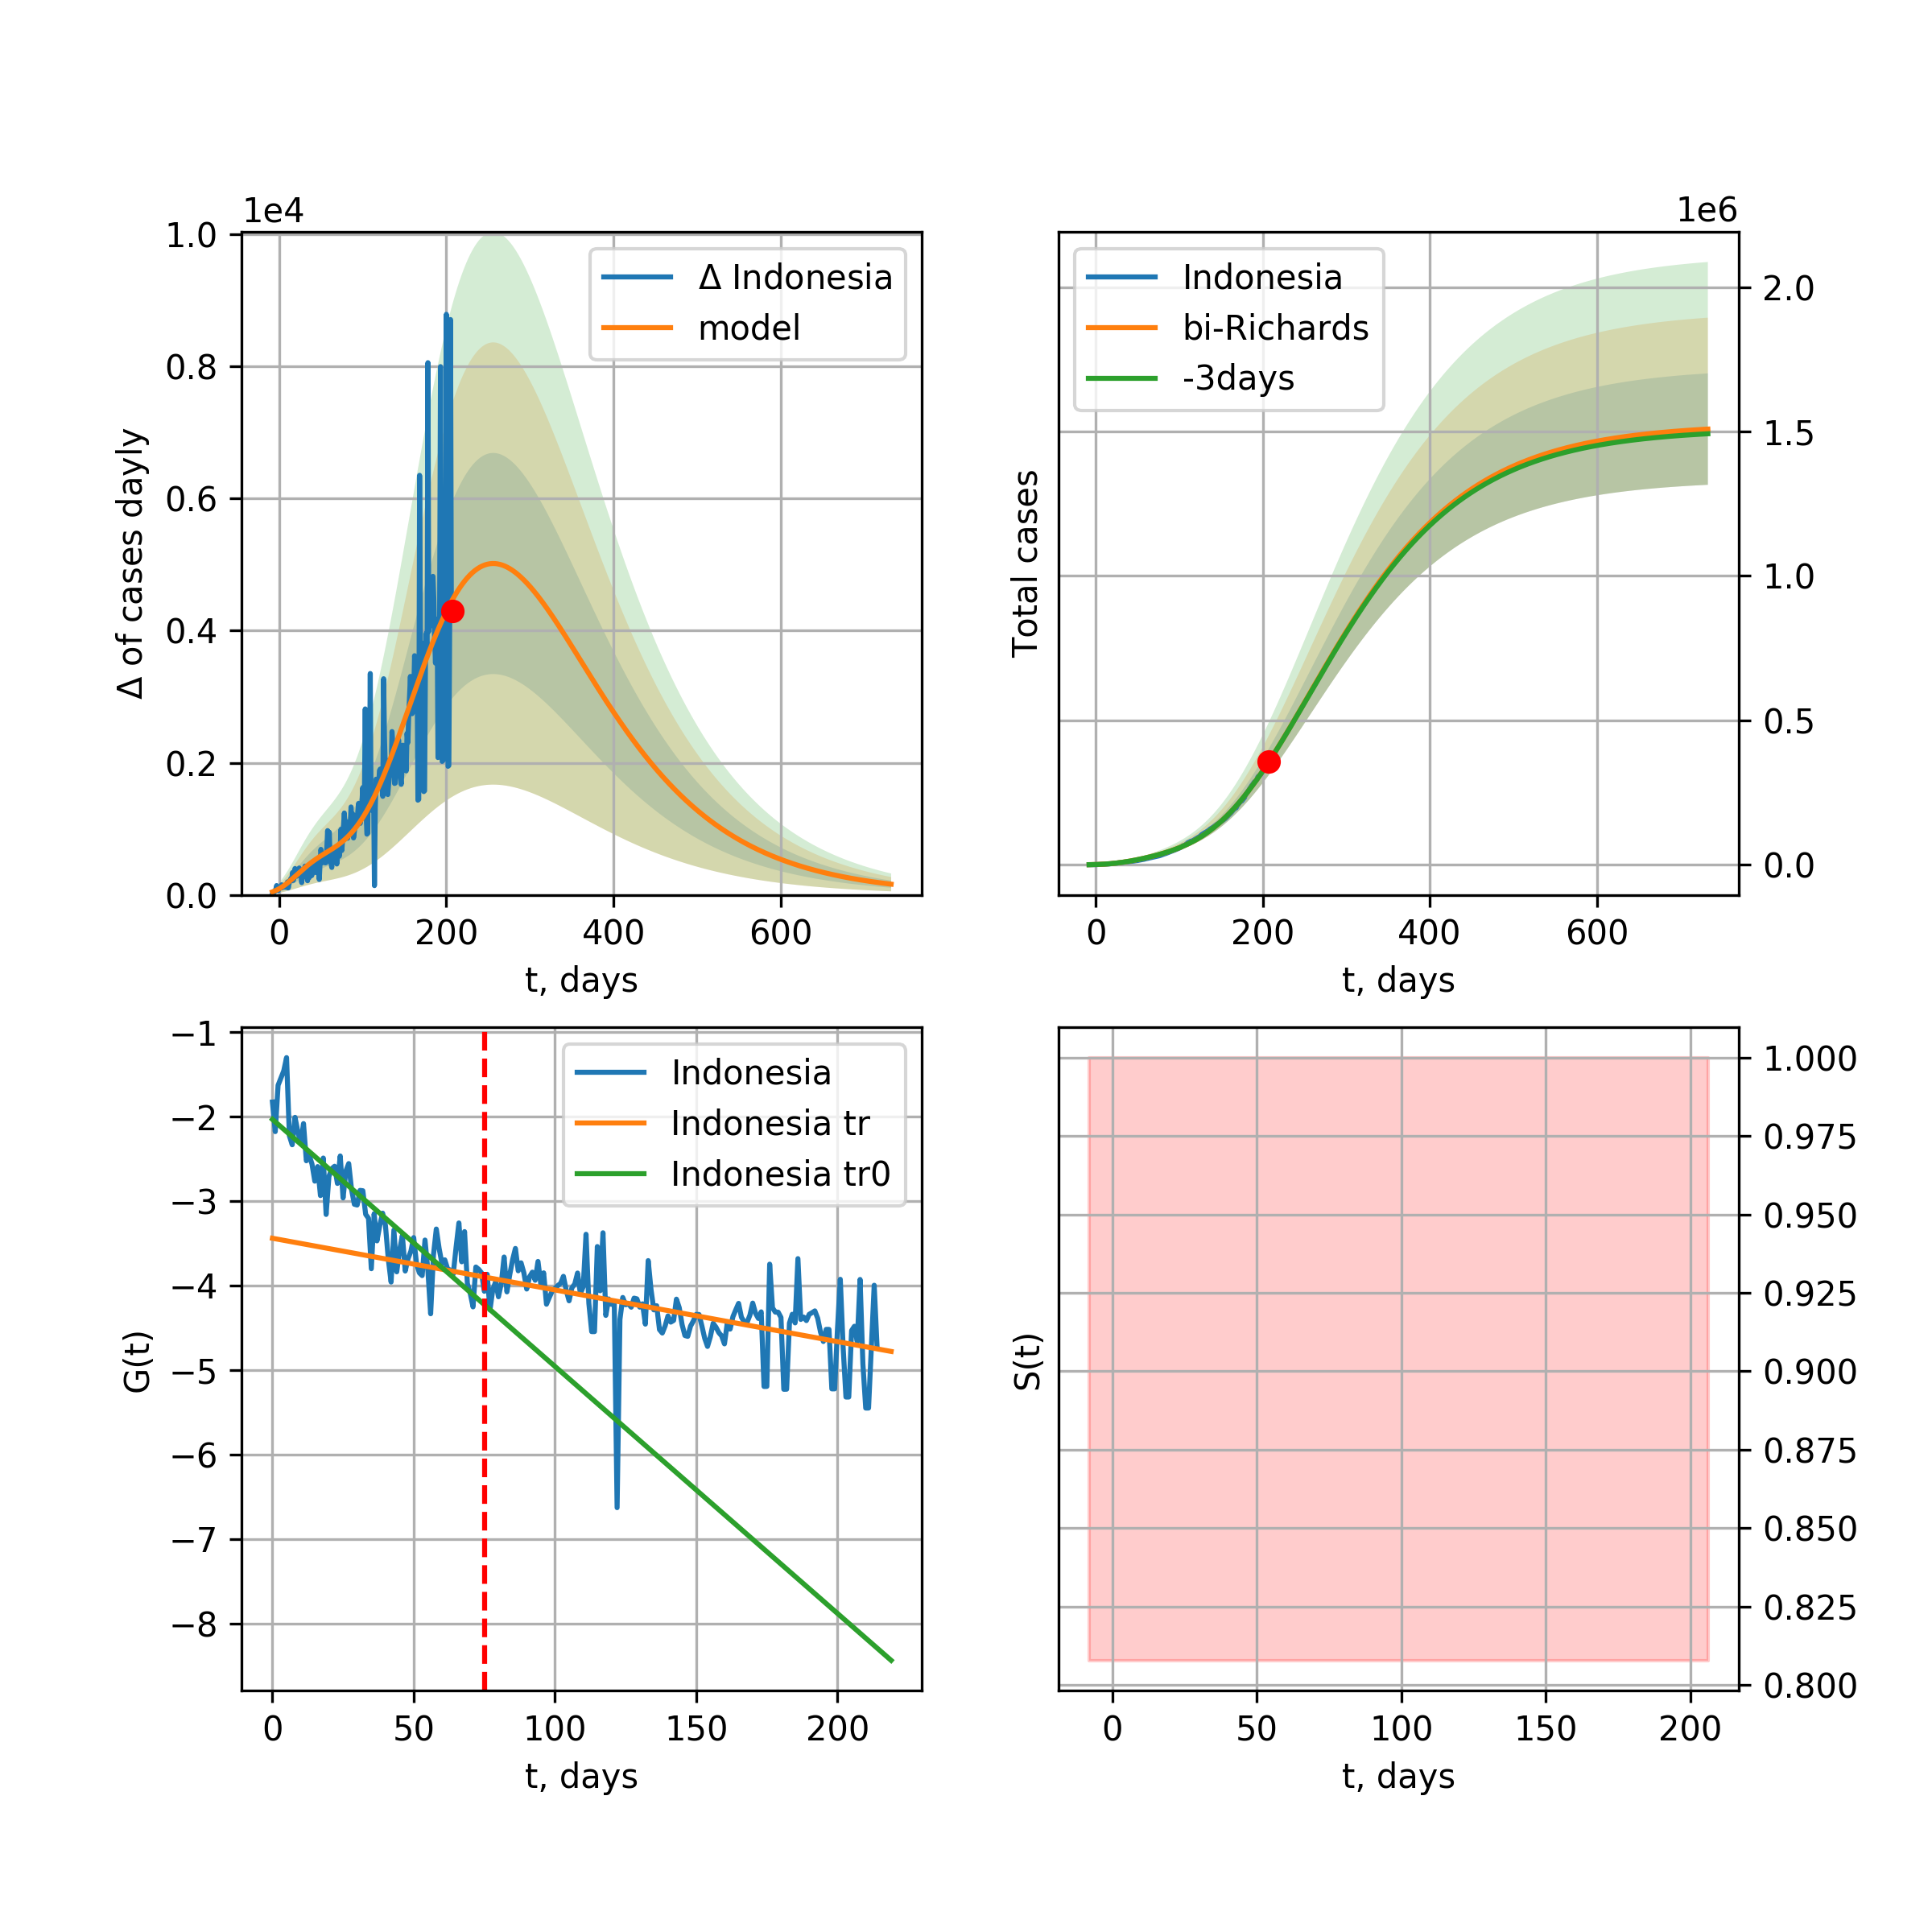 1e4
1.0
0.8
0.6
0.4
0.2
0.0
Δ of cases dayly
Δ Indonesia
model
0 200 400 600
t, days
1e6
2.0
1.5
1.0
0.5
0.0
Total cases
Indonesia
bi-Richards
-3days
0 200 400 600
t, days
−1
−2
−3
−4
−5
−6
−7
−8
G(t)
Indonesia
Indonesia tr
Indonesia tr0
0 50 100 150 200
t, days
S(t)
1.000
0.975
0.950
0.925
0.900
0.875
0.850
0.825
0.800
0 50 100 150 200
t, days